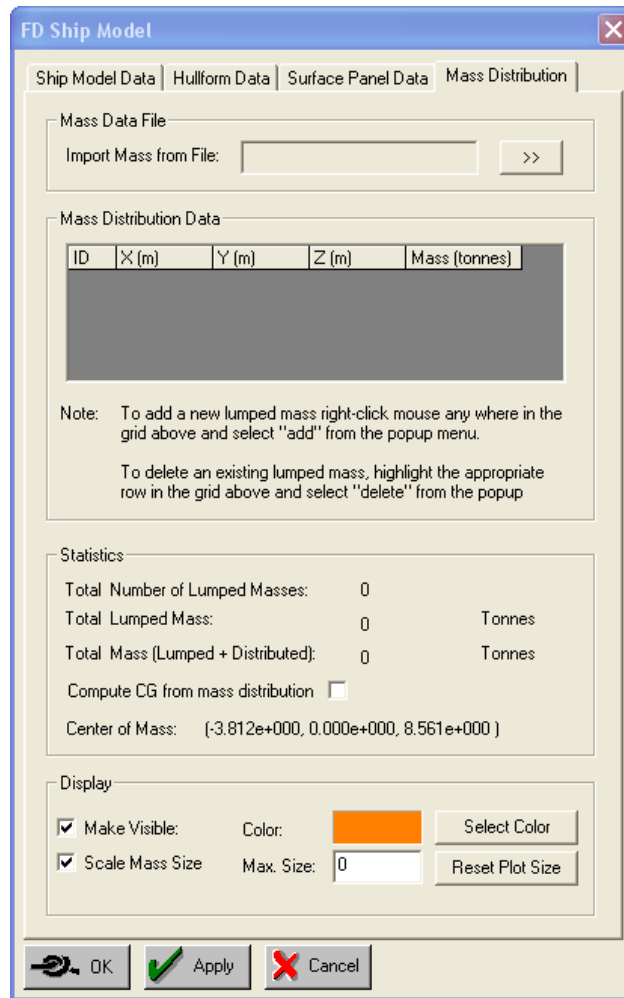 FD Ship Model
Ship Model Data Hullform Data Surface Panel Data Mass Distribution
Mass Data File
Import Mass from File: >>
Mass Distribution Data
ID X (m) Y (m) Z (m) Mass (tonnes)
Note: To add a new lumped mass right-click mouse any where in the
grid above and select "add" from the popup menu.
To delete an existing lumped mass, highlight the appropriate
row in the grid above and select "delete" from the popup
Statistics
Total Number of Lumped Masses: 0
Total Lumped Mass: 0 Tonnes
Total Mass (Lumped + Distributed): 0 Tonnes
Compute CG from mass distribution
Center of Mass: (-3.812e+000, 0.000e+000, 8.561e+000 )
Display
Make Visible: Color: Select Color
Scale Mass Size Max. Size: 0 Reset Plot Size
OK Apply Cancel